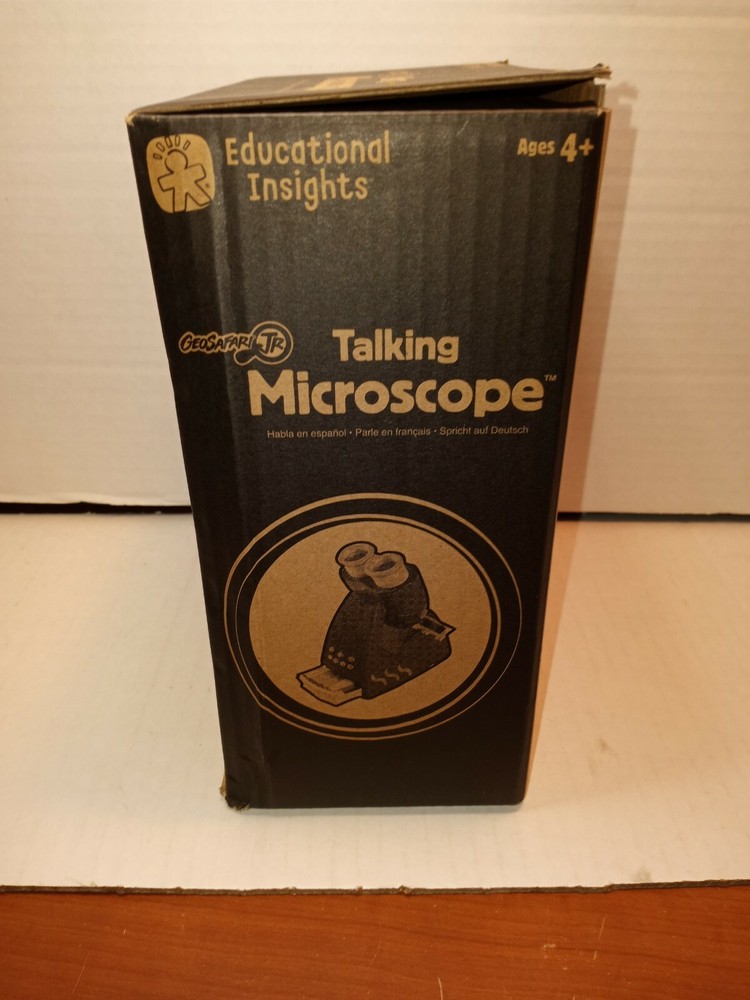 Educational
Insights
Ages 4+
GeoSafari Jr
Talking
Microscope™
Habla en español • Parle en français • Spricht auf Deutsch